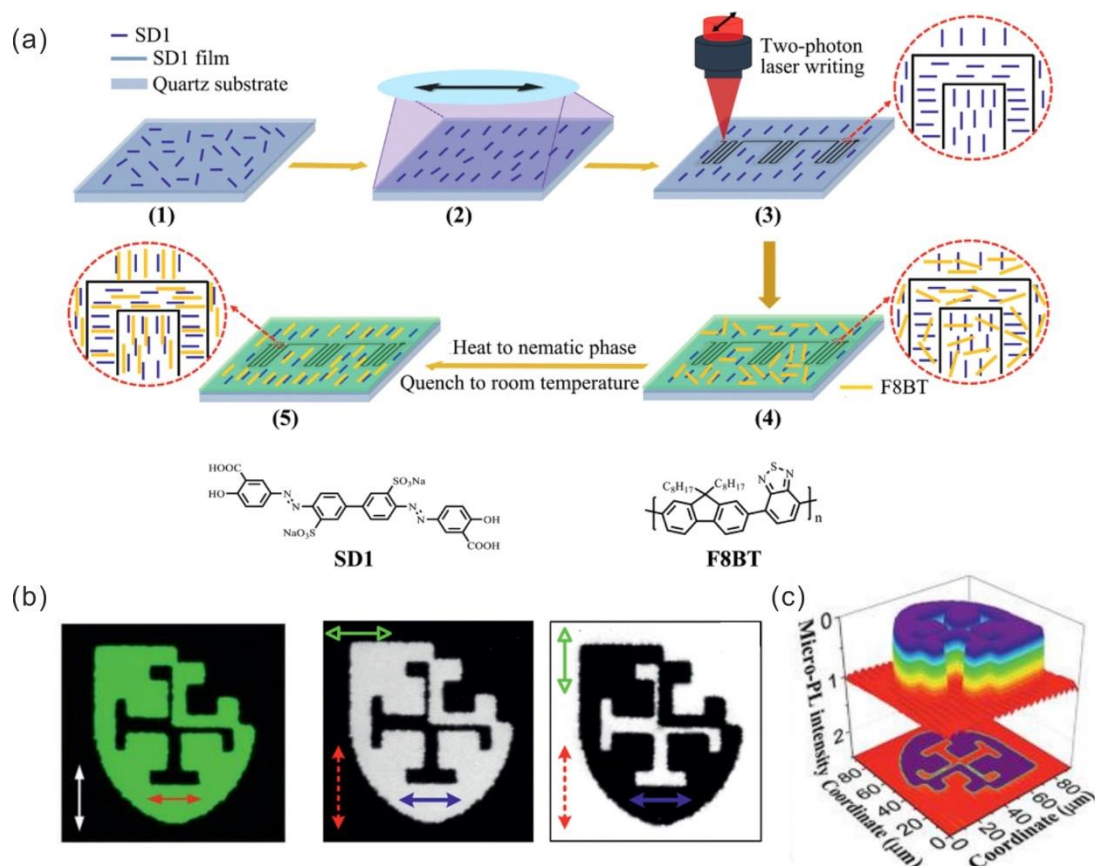 (a)
SD1
SD1 film
Quartz substrate
Two-photon
laser writing
(1)
(2)
(3)
Heat to nematic phase
Quench to room temperature
F8BT
(5)
(4)
HOOC
HO
N
N
SO₃Na
NaO₃S
N
N
OH
COOH
SD1
C₈H₁₇
C₈H₁₇
N
S
N
n
F8BT
(b)
(c)
Micro-PL intensity
0
1
2
80
60
40
20
0
Coordinate (μm)
0
20
40
60
80
Coordinate (μm)